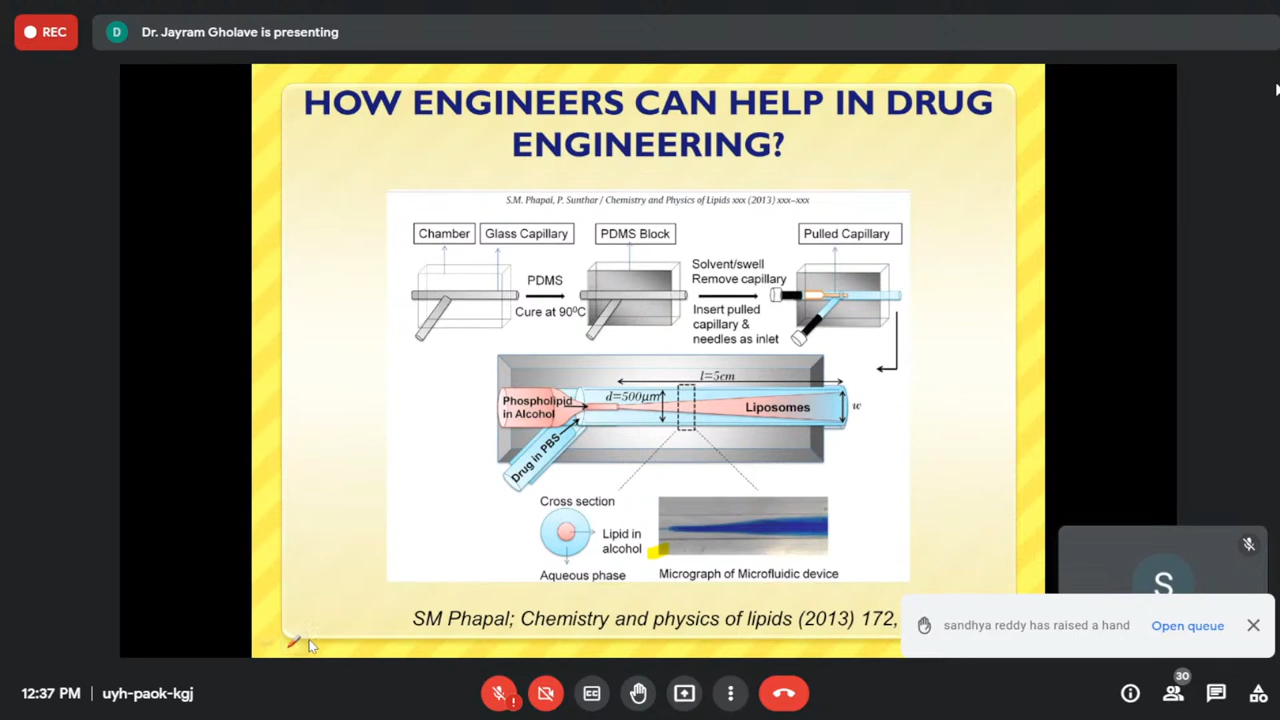 REC
D
Dr. Jayram Gholave is presenting
HOW ENGINEERS CAN HELP IN DRUG
ENGINEERING?
S.M. Phapal, P. Sunthar / Chemistry and Physics of Lipids xxx (2013) xxx–xxx
Chamber
Glass Capillary
PDMS Block
Pulled Capillary
PDMS
Cure at 90⁰C
Solvent/swell
Remove capillary
Insert pulled
capillary &
needles as inlet
l=5cm
d=500μm
Phospholipid
in Alcohol
Liposomes
w
Drug in PBS
Cross section
Lipid in
alcohol
Aqueous phase
Micrograph of Microfluidic device
SM Phapal; Chemistry and physics of lipids (2013) 172,
S
sandhya reddy has raised a hand
Open queue
12:37 PM
uyh-paok-kgj
30